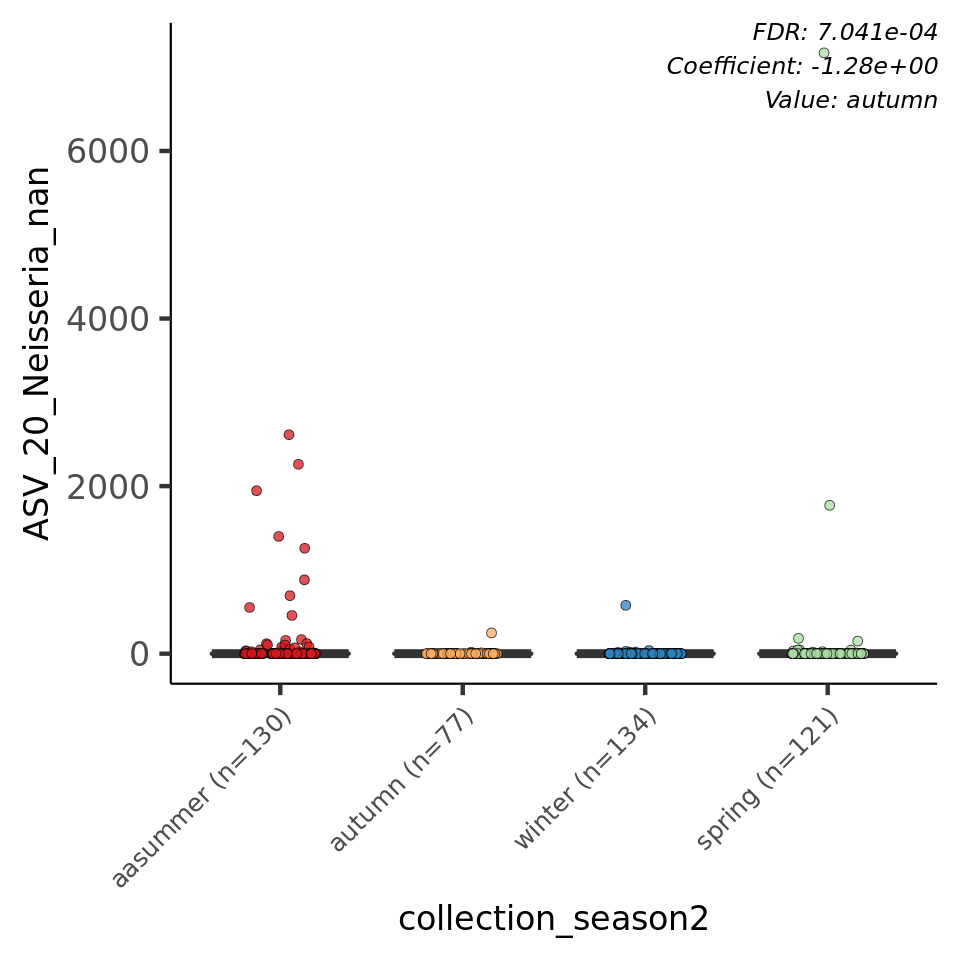 FDR: 7.041e-04
Coefficient: -1.28e+00
Value: autumn
ASV_20_Neisseria_nan
6000
4000
2000
0
aasummer (n=130)
autumn (n=77)
winter (n=134)
spring (n=121)
collection_season2